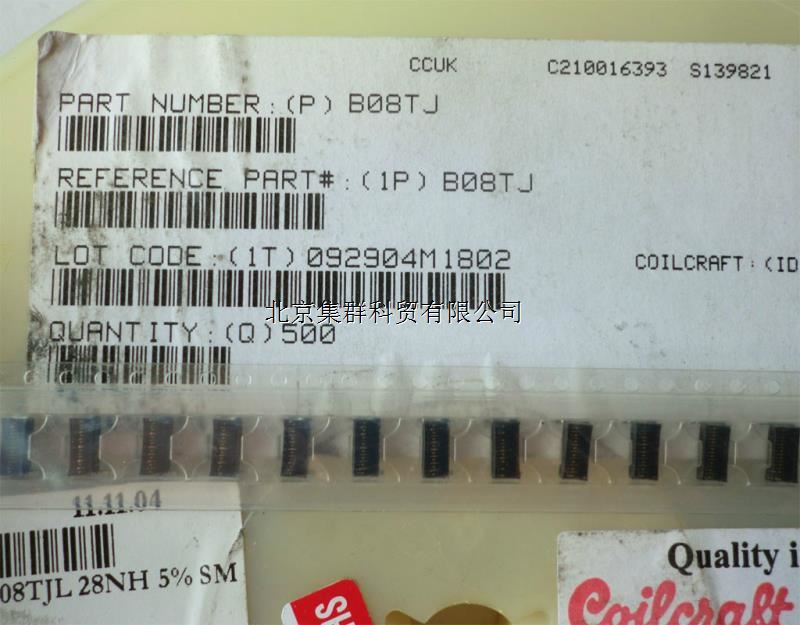 CCUK C210016393 S139821
PART NUMBER:(P) B08TJ
REFERENCE PART#:(1P) B08TJ
LOT CODE:(1T)092904M1802
COILCRAFT:(ID
北京集群科贸有限公司
QUANTITY:(Q)500
11.11.04
08TJL 28NH 5% SM
SH
Quality i
Coilcraft